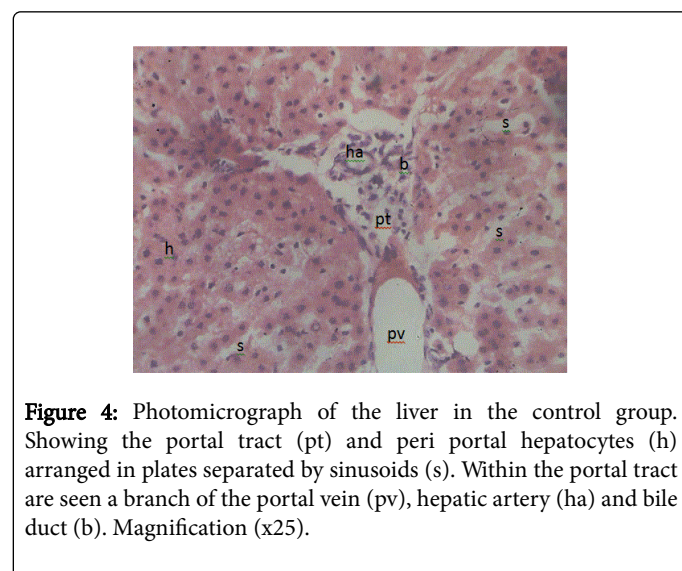 s
ha
b
pt
s
h
pv
s
Figure 4: Photomicrograph of the liver in the control group.
Showing the portal tract (pt) and peri portal hepatocytes (h)
arranged in plates separated by sinusoids (s). Within the portal tract
are seen a branch of the portal vein (pv), hepatic artery (ha) and bile
duct (b). Magnification (x25).